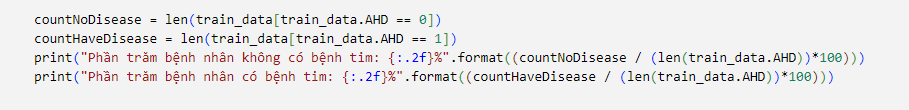 countNoDisease = len(train_data[train_data.AHD == 0])
countHaveDisease = len(train_data[train_data.AHD == 1])
print("Phần trăm bệnh nhân không có bệnh tim: {:.2f}%".format((countNoDisease / (len(train_data.AHD))*100)))
print("Phần trăm bệnh nhân có bệnh tim: {:.2f}%".format((countHaveDisease / (len(train_data.AHD))*100)))